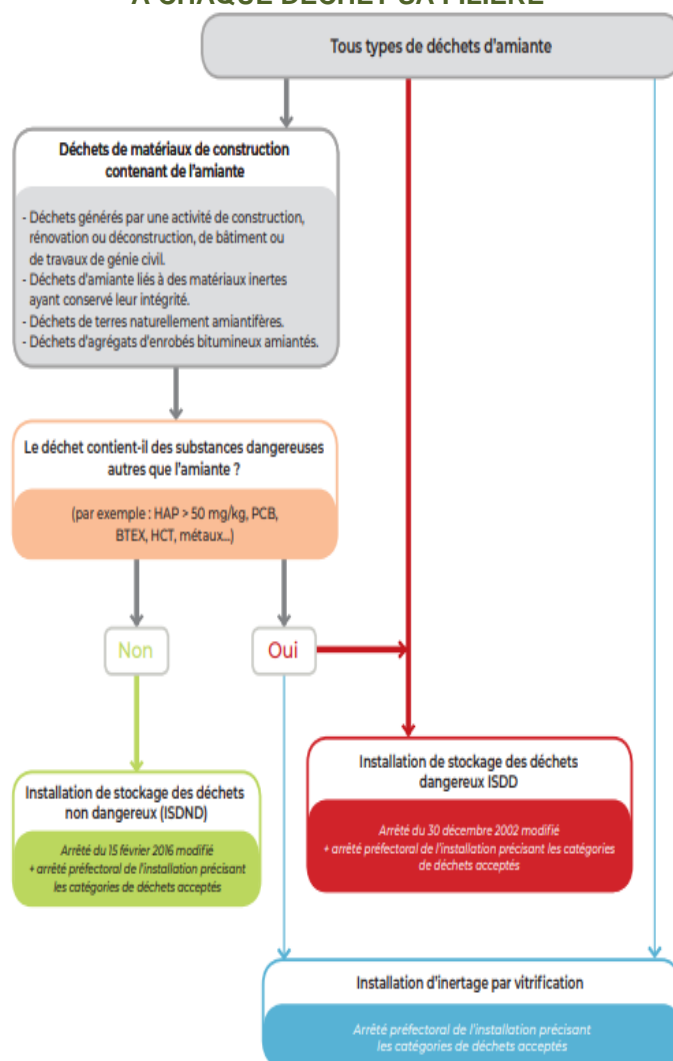 À CHAQUE DÉCHET SA FILIÈRE
Tous types de déchets d'amiante
Déchets de matériaux de construction
contenant de l'amiante
- Déchets générés par une activité de construction,
rénovation ou déconstruction, de bâtiment ou
de travaux de génie civil.
- Déchets d'amiante liés à des matériaux inertes
ayant conservé leur intégrité.
- Déchets de terres naturellement amiantifères.
- Déchets d'agrégats d'enrobés bitumineux amiantés.
Le déchet contient-il des substances dangereuses
autres que l'amiante ?
(par exemple : HAP > 50 mg/kg, PCB,
BTEX, HCT, métaux...)
Non
Oui
Installation de stockage des déchets
dangereux ISDD
Arrêté du 30 décembre 2002 modifié
+ arrêté préfectoral de l'installation précisant les catégories
de déchets acceptés
Installation de stockage des déchets
non dangereux (ISDND)
Arrêté du 15 février 2016 modifié
+ arrêté préfectoral de l'installation précisant
les catégories de déchets acceptés
Installation d'inertage par vitrification
Arrêté préfectoral de l'installation précisant
les catégories de déchets acceptés